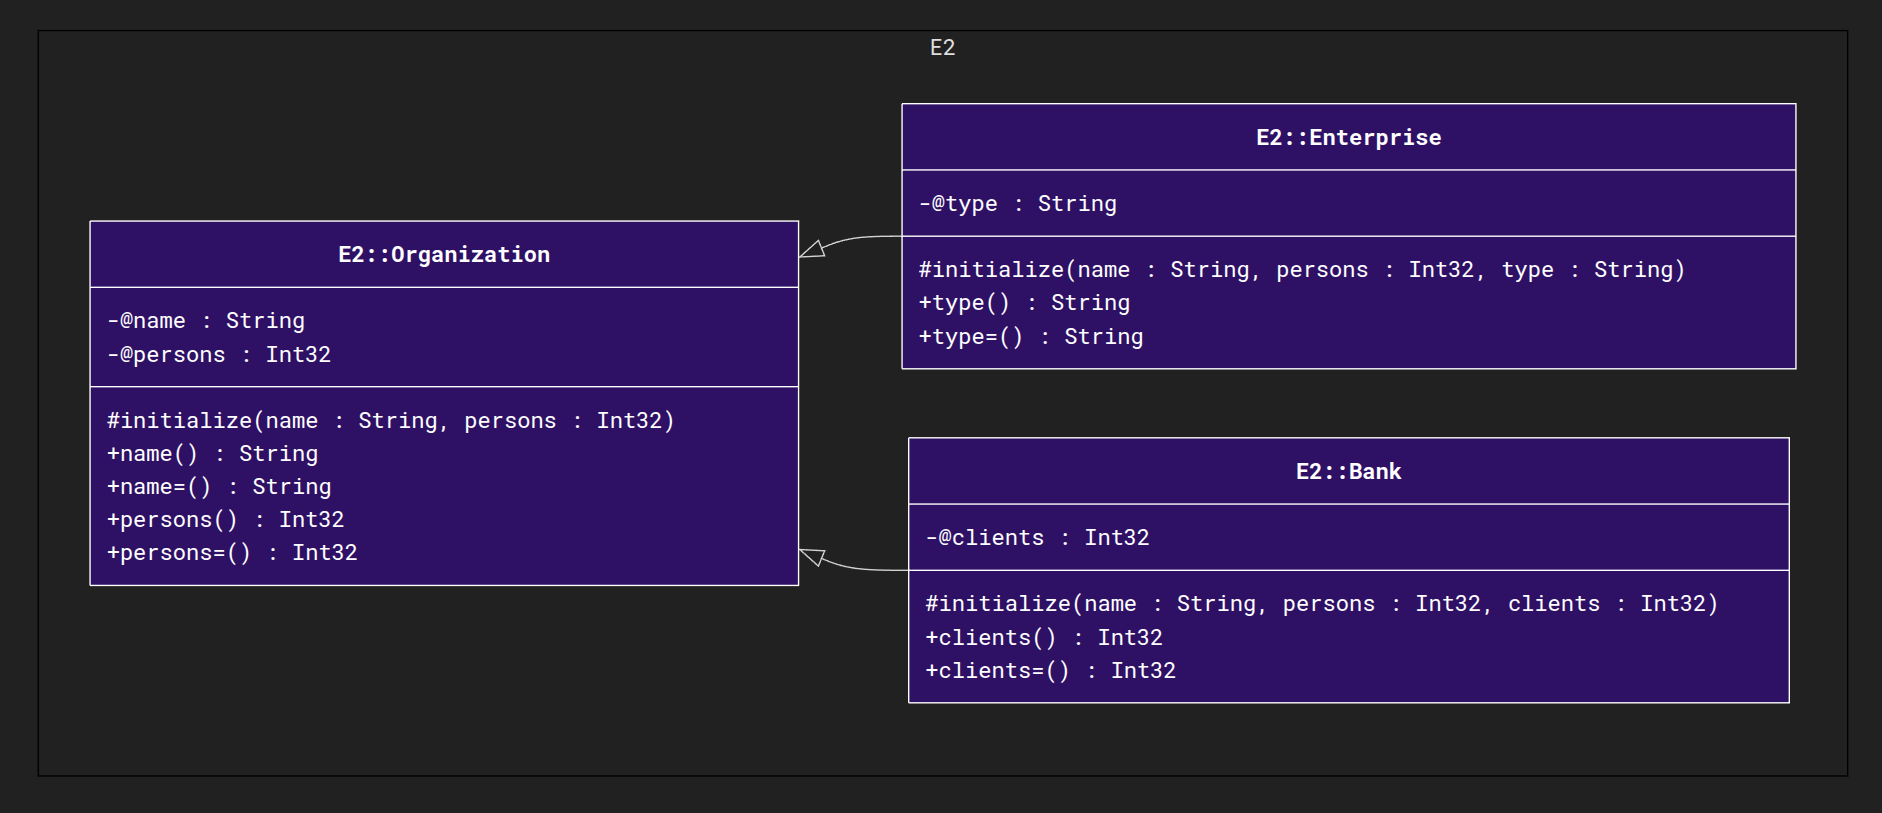 E2
E2::Organization
-@name : String
-@persons : Int32
#initialize(name : String, persons : Int32)
+name() : String
+name=() : String
+persons() : Int32
+persons=() : Int32
E2::Enterprise
-@type : String
#initialize(name : String, persons : Int32, type : String)
+type() : String
+type=() : String
E2::Bank
-@clients : Int32
#initialize(name : String, persons : Int32, clients : Int32)
+clients() : Int32
+clients=() : Int32